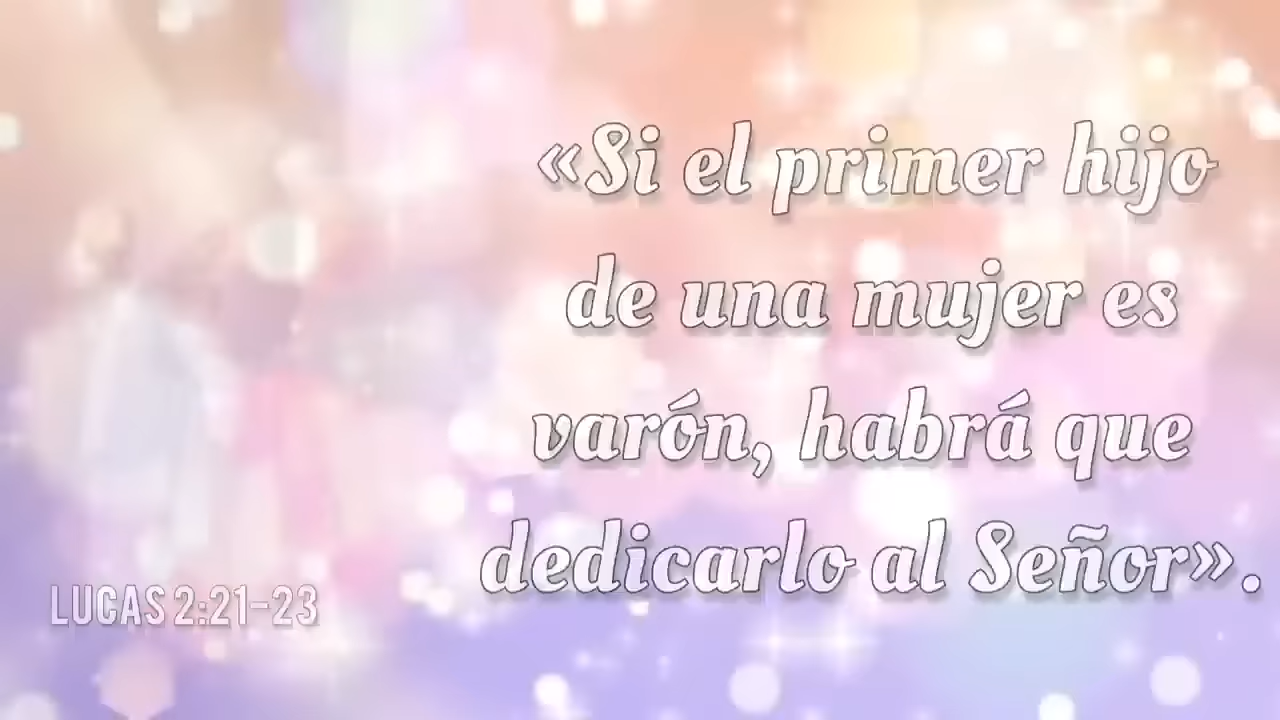 «Si el primer hijo
de una mujer es
varón, habrá que
dedicarlo al Señor».
LUCAS 2:21-23